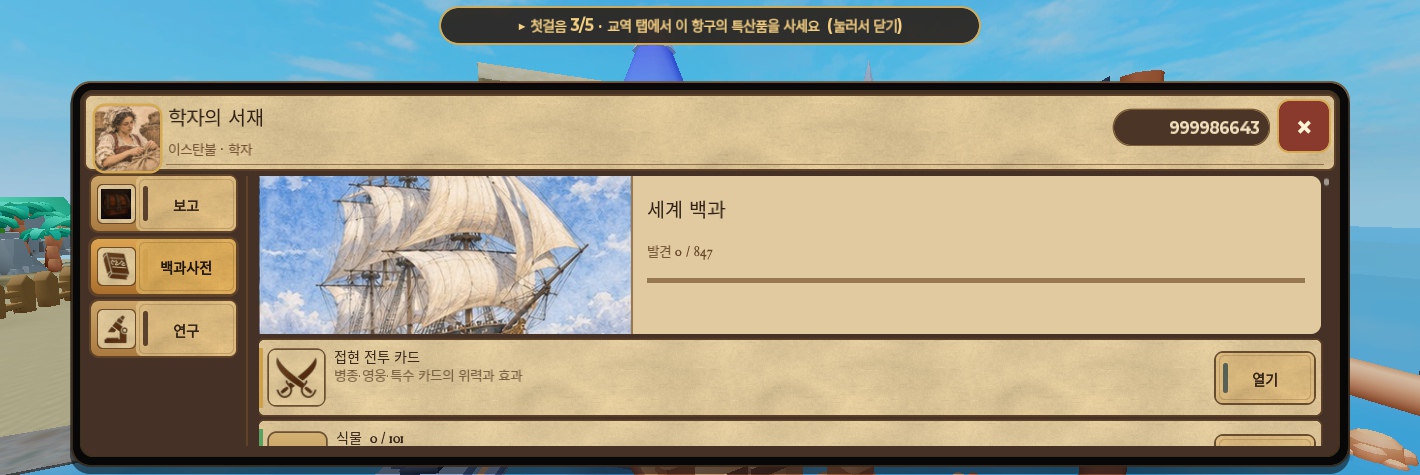 ▸ 첫걸음 3/5 · 교역 탭에서 이 항구의 특산품을 사세요 (눌러서 닫기)
학자의 서재
이스탄불 · 학자
999986643
×
보고
백과사전
연구
세계 백과
발견 0 / 847
접현 전투 카드
병종·영웅·특수 카드의 위력과 효과
열기
식물 0 / 101